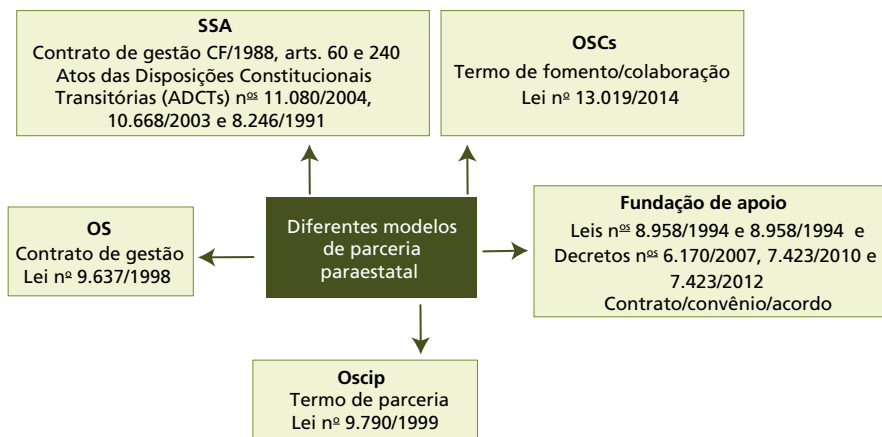 SSA
Contrato de gestão CF/1988, arts. 60 e 240
Atos das Disposições Constitucionais
Transitórias (ADCTs) nos 11.080/2004,
10.668/2003 e 8.246/1991
OSCs
Termo de fomento/colaboração
Lei no 13.019/2014
OS
Contrato de gestão
Lei no 9.637/1998
Diferentes modelos
de parceria
paraestatal
Fundação de apoio
Leis nos 8.958/1994 e 8.958/1994 e
Decretos nos 6.170/2007, 7.423/2010 e
7.423/2012
Contrato/convênio/acordo
Oscip
Termo de parceria
Lei no 9.790/1999